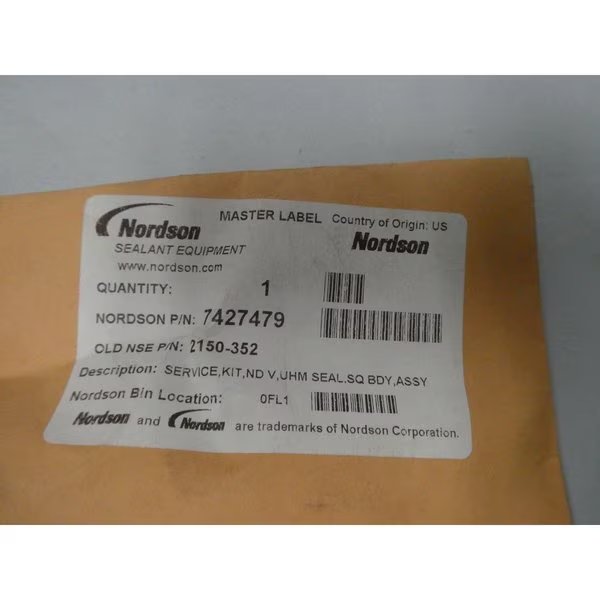 Nordson MASTER LABEL Country of Origin: US
SEALANT EQUIPMENT Nordson
www.nordson.com
QUANTITY: 1
NORDSON P/N: 7427479
OLD NSE P/N: 2150-352
Description: SERVICE,KIT,ND V,UHM SEAL.SQ BDY,ASSY
Nordson Bin Location: 0FL1
Nordson and Nordson are trademarks of Nordson Corporation.